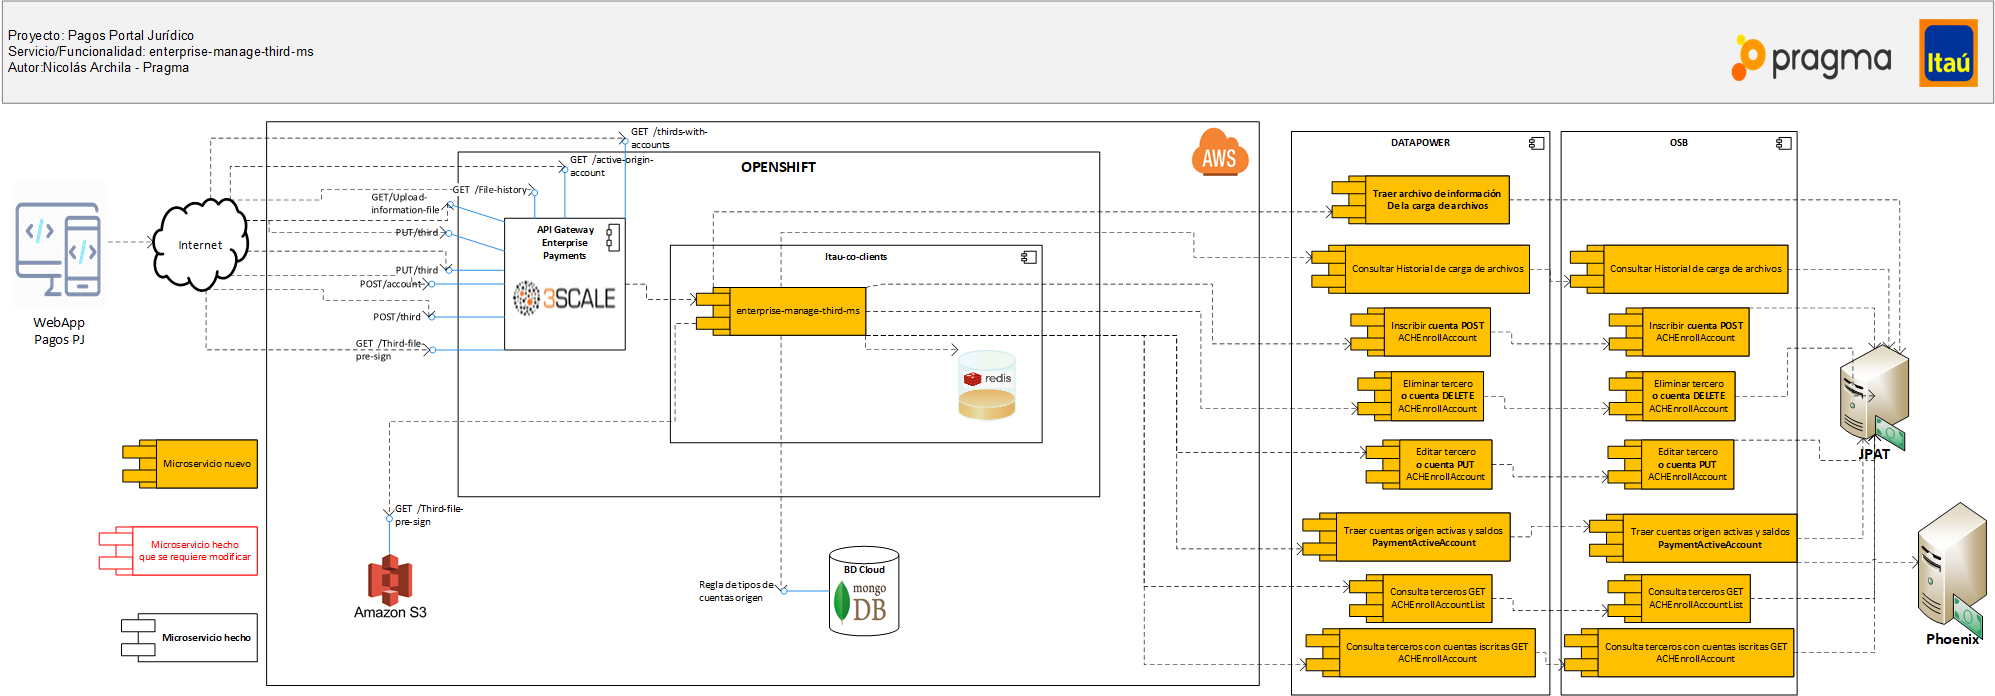 Proyecto: Pagos Portal Jurídico
Servicio/Funcionalidad: enterprise-manage-third-ms
Autor:Nicolás Archila - Pragma
pragma
Itaú
WebApp
Pagos PJ
Internet
GET /thirds-with-
accounts
GET /active-origin-
account
GET /File-history
GET/Upload-
information-file
PUT/third
PUT/third
POST/account
POST/third
GET /Third-file-
pre-sign
OPENSHIFT
AWS
API Gateway
Enterprise
Payments
3SCALE
Itau-co-clients
enterprise-manage-third-ms
redis
GET /Third-file-
pre-sign
Amazon S3
Regla de tipos de
cuentas origen
BD Cloud
mongo
DB
Microservicio nuevo
Microservicio hecho
que se requiere modificar
Microservicio hecho
DATAPOWER
Traer archivo de información
De la carga de archivos
Consultar Historial de carga de archivos
Inscribir cuenta POST
ACHEnrollAccount
Eliminar tercero
o cuenta DELETE
ACHEnrollAccount
Editar tercero
o cuenta PUT
ACHEnrollAccount
Traer cuentas origen activas y saldos
PaymentActiveAccount
Consulta terceros GET
ACHEnrollAccountList
Consulta terceros con cuentas iscritas GET
ACHEnrollAccount
OSB
Consultar Historial de carga de archivos
Inscribir cuenta POST
ACHEnrollAccount
Eliminar tercero
o cuenta DELETE
ACHEnrollAccount
Editar tercero
o cuenta PUT
ACHEnrollAccount
Traer cuentas origen activas y saldos
PaymentActiveAccount
Consulta terceros GET
ACHEnrollAccountList
Consulta terceros con cuentas iscritas GET
ACHEnrollAccount
JPAT
Phoenix